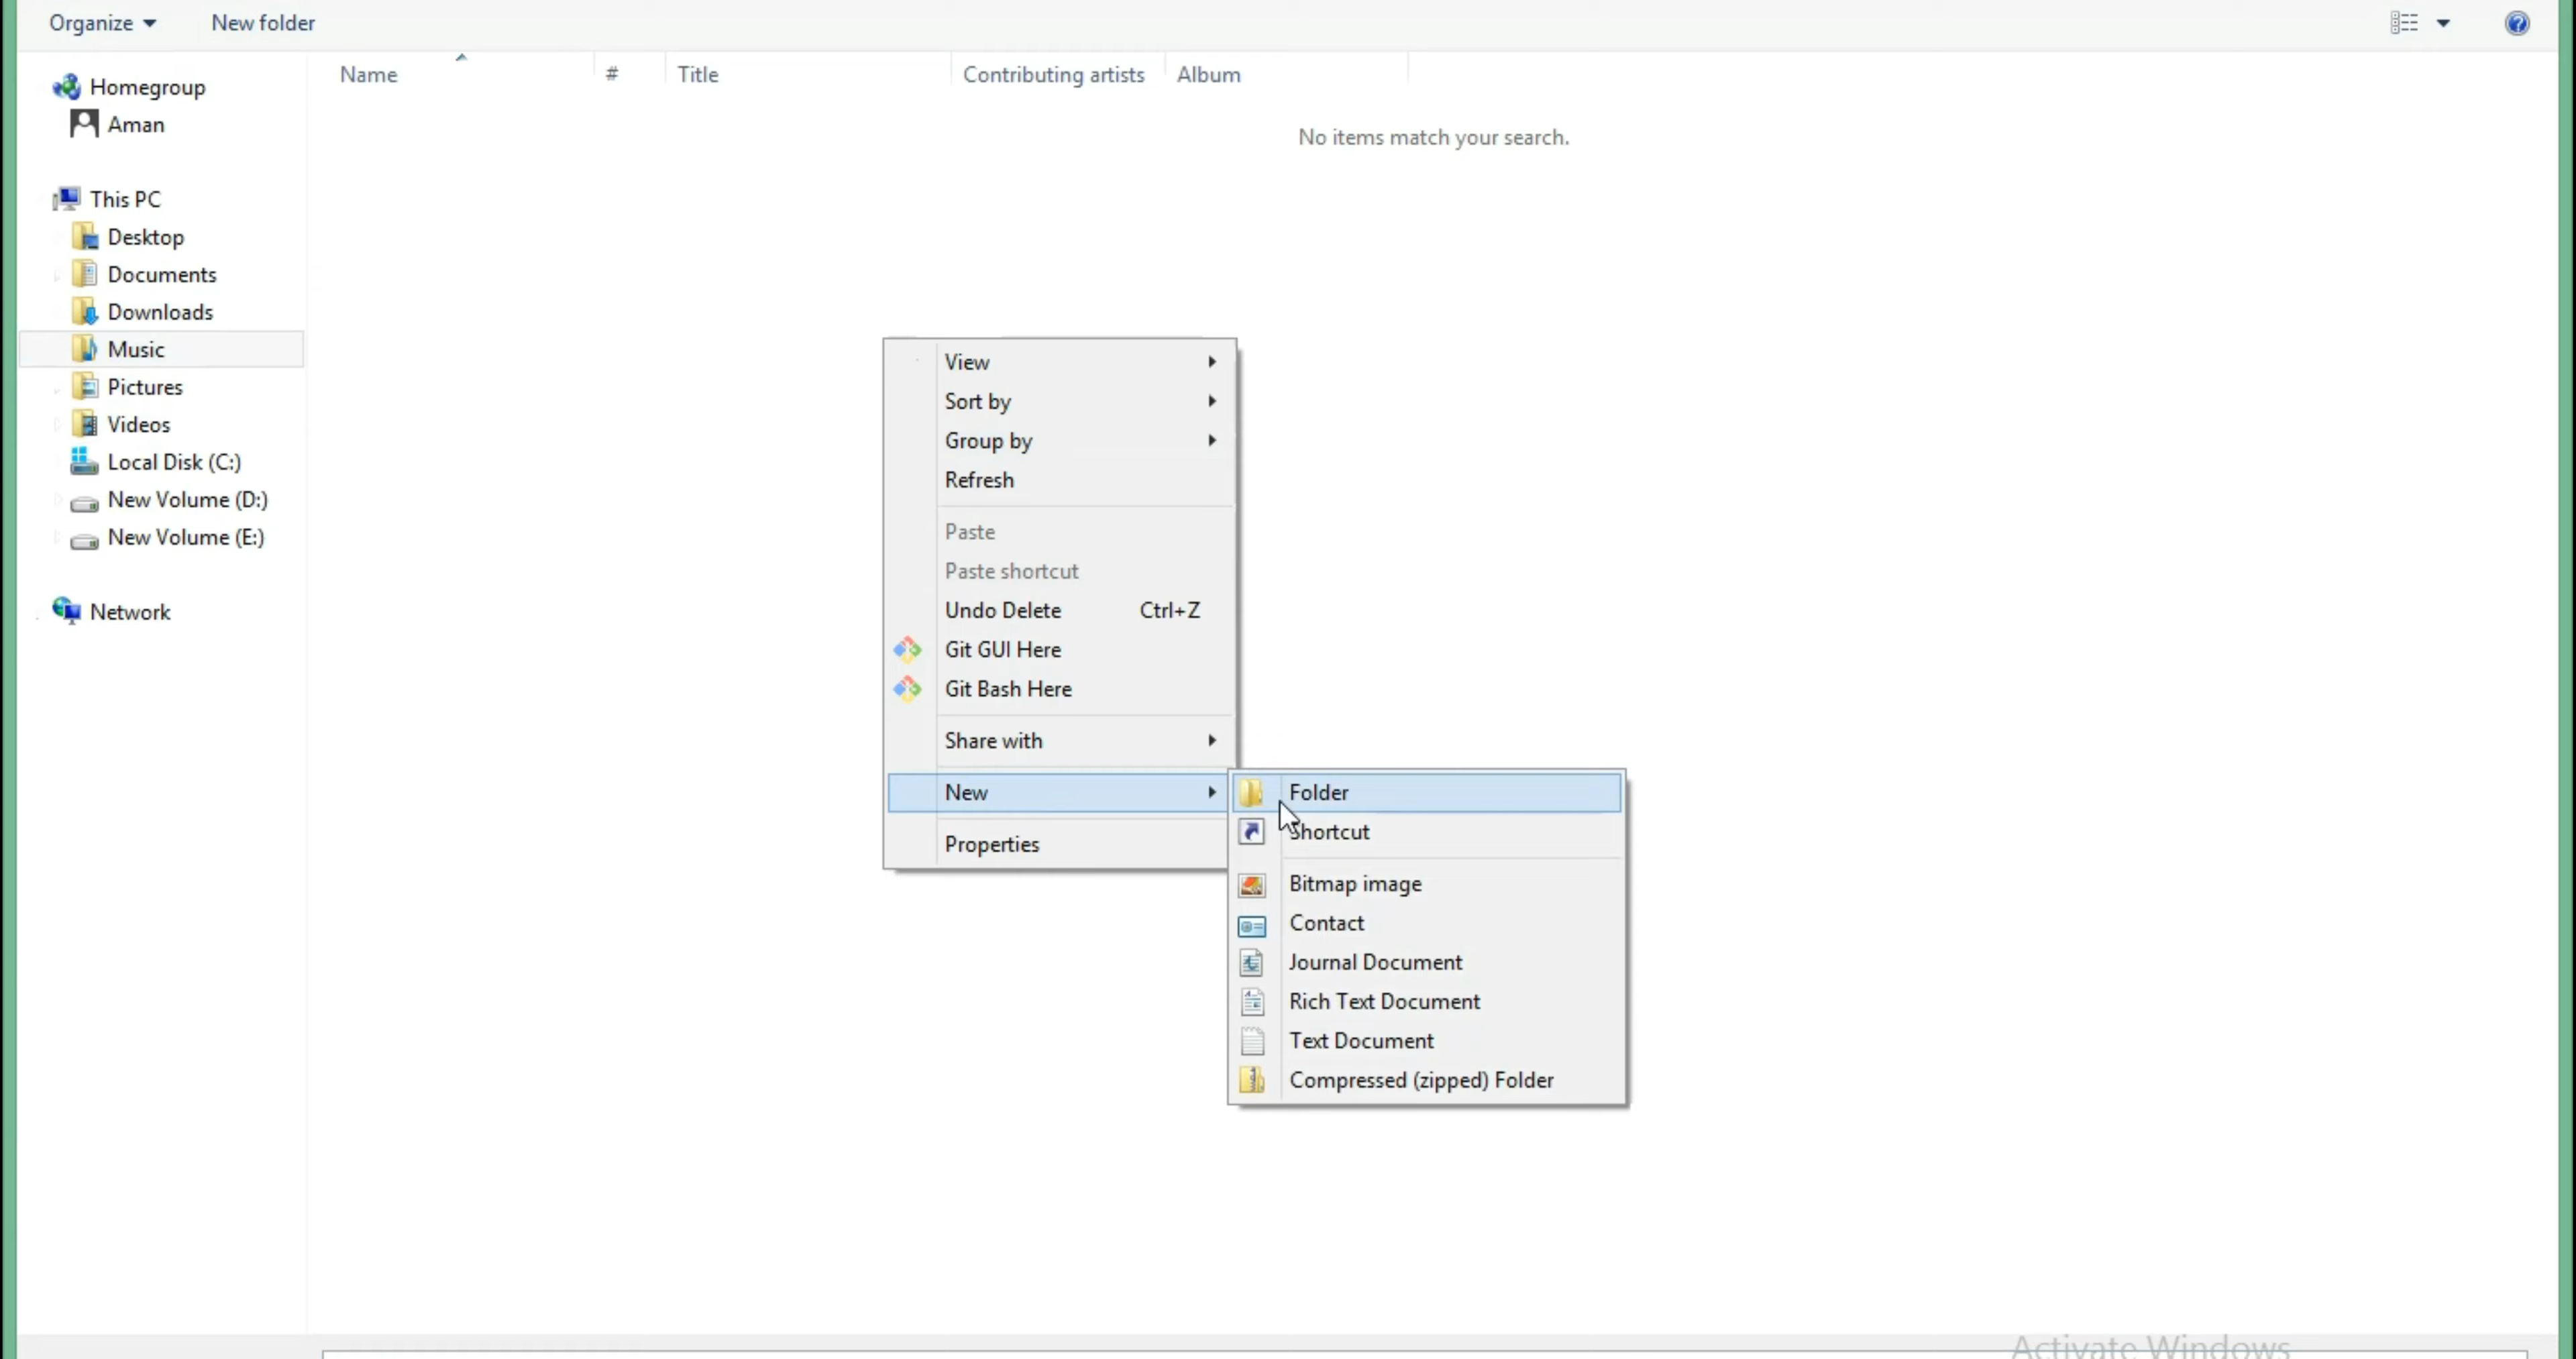 Organize New folder
Name # Title Contributing artists Album
No items match your search.
Homegroup
Aman
This PC
Desktop
Documents
Downloads
Music
Pictures
Videos
Local Disk (C:)
New Volume (D:)
New Volume (E:)
Network
View
Sort by
Group by
Refresh
Paste
Paste shortcut
Undo Delete Ctrl+Z
Git GUI Here
Git Bash Here
Share with
New
Properties
Folder
Shortcut
Bitmap image
Contact
Journal Document
Rich Text Document
Text Document
Compressed (zipped) Folder
Activate Windows